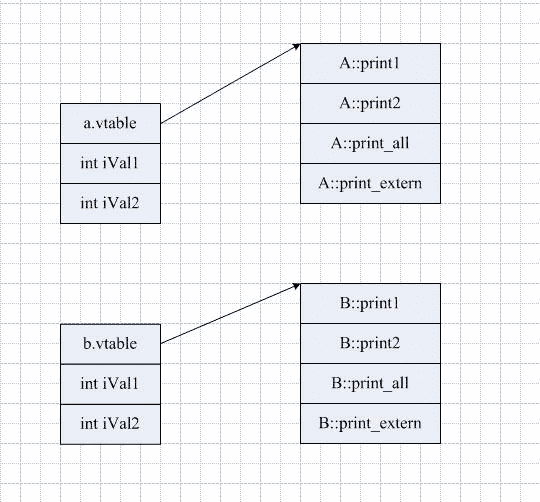 a.vtable
int iVal1
int iVal2
A::print1
A::print2
A::print_all
A::print_extern
b.vtable
int iVal1
int iVal2
B::print1
B::print2
B::print_all
B::print_extern